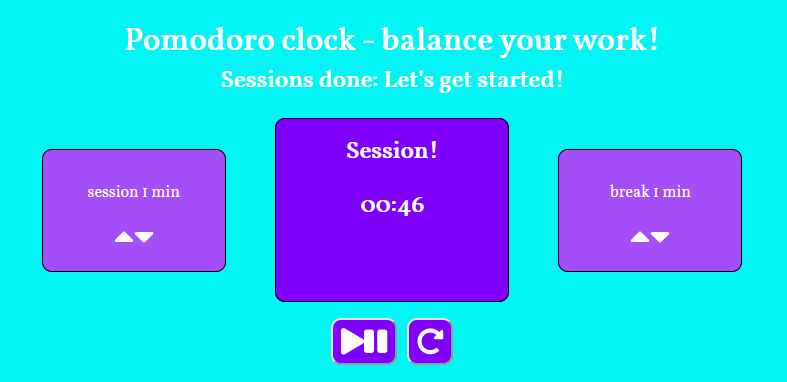 Pomodoro clock - balance your work!
Sessions done: Let's get started!
session 1 min
Session!
00:46
break 1 min